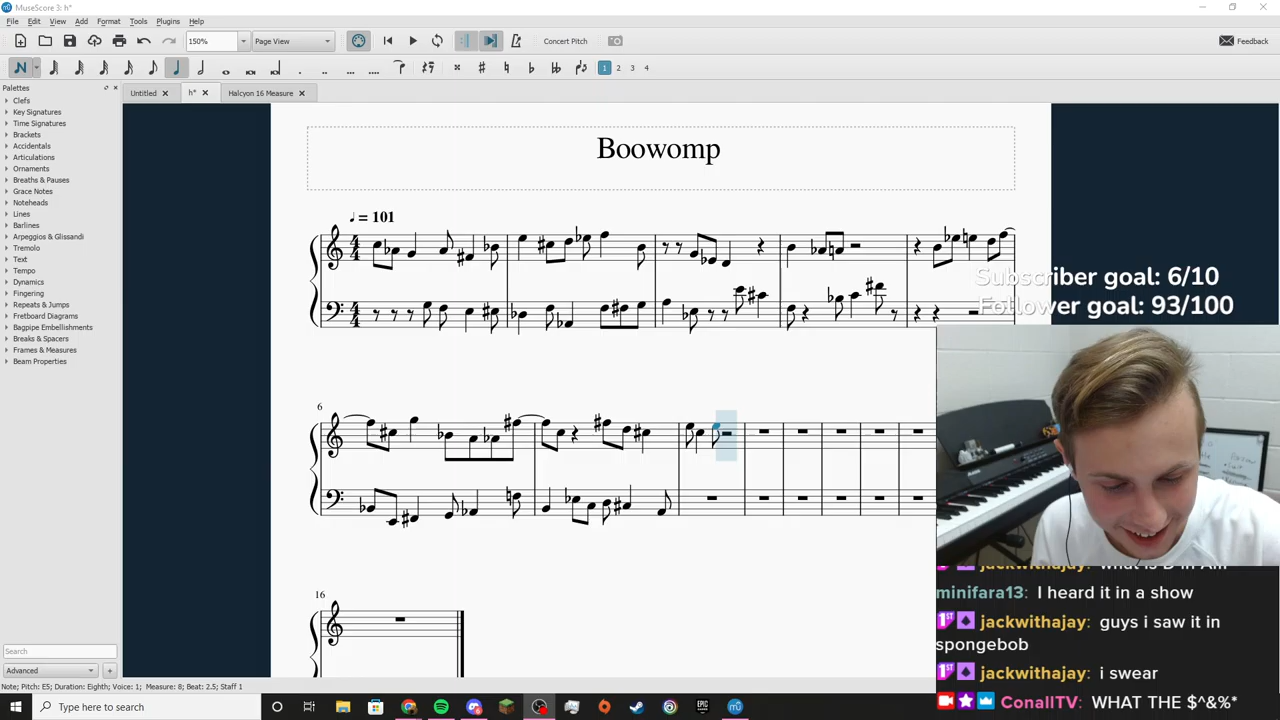 MuseScore 3: h*
File Edit View Add Format Tools Plugins Help
150% Page View Concert Pitch Feedback
1 2 3 4
Palettes
Untitled h* Halcyon 16 Measure
Clefs
Key Signatures
Time Signatures
Brackets
Accidentals
Articulations
Ornaments
Breaths & Pauses
Grace Notes
Noteheads
Lines
Barlines
Arpeggios & Glissandi
Tremolo
Text
Tempo
Dynamics
Fingering
Repeats & Jumps
Fretboard Diagrams
Bagpipe Embellishments
Breaks & Spacers
Frames & Measures
Beam Properties
Boowomp
= 101
Subscriber goal: 6/10
Follower goal: 93/100
6
16
minifara13: I heard it in a show
jackwithajay: guys i saw it in
spongebob
jackwithajay: i swear
ConallTV: WHAT THE $^&%*
Search
Advanced
Note; Pitch: E5; Duration: Eighth; Voice: 1; Measure: 8; Beat: 2.5; Staff 1
Type here to search